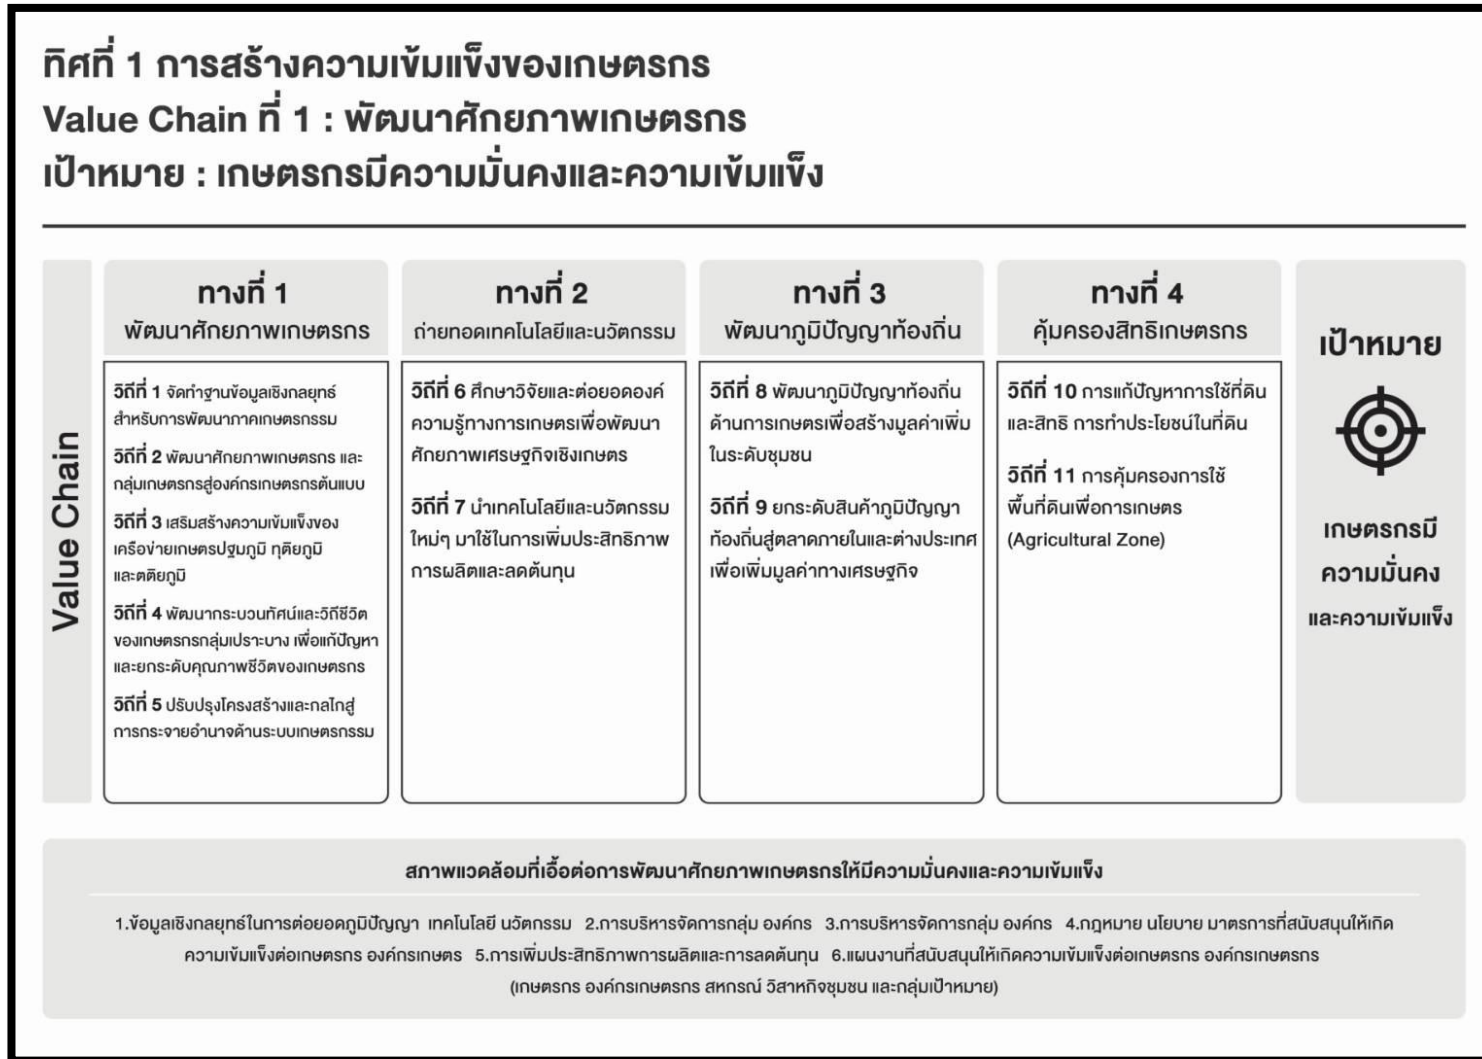 ทิศที่ 1 การสร้างความเข้มแข็งของเกษตรกร
Value Chain ที่ 1 : พัฒนาศักยภาพเกษตรกร
เป้าหมาย : เกษตรกรมีความมั่นคงและความเข้มแข็ง
Value Chain
ทางที่ 1
พัฒนาศักยภาพเกษตรกร
วิถีที่ 1 จัดทำฐานข้อมูลเชิงกลยุทธ์
สำหรับการพัฒนาภาคเกษตรกรรม
วิถีที่ 2 พัฒนาศักยภาพเกษตรกร และ
กลุ่มเกษตรกรสู่องค์กรเกษตรกรต้นแบบ
วิถีที่ 3 เสริมสร้างความเข้มแข็งของ
เครือข่ายเกษตรปฐมภูมิ ทุติยภูมิ
และตติยภูมิ
วิถีที่ 4 พัฒนากระบวนทัศน์และวิถีชีวิต
ของเกษตรกรกลุ่มเปราะบาง เพื่อแก้ปัญหา
และยกระดับคุณภาพชีวิตของเกษตรกร
วิถีที่ 5 ปรับปรุงโครงสร้างและกลไกสู่
การกระจายอำนาจด้านระบบเกษตรกรรม
ทางที่ 2
ถ่ายทอดเทคโนโลยีและนวัตกรรม
วิถีที่ 6 ศึกษาวิจัยและต่อยอดองค์
ความรู้ทางการเกษตรเพื่อพัฒนา
ศักยภาพเศรษฐกิจเชิงเกษตร
วิถีที่ 7 นำเทคโนโลยีและนวัตกรรม
ใหม่ๆ มาใช้ในการเพิ่มประสิทธิภาพ
การผลิตและลดต้นทุน
ทางที่ 3
พัฒนาภูมิปัญญาท้องถิ่น
วิถีที่ 8 พัฒนาภูมิปัญญาท้องถิ่น
ด้านการเกษตรเพื่อสร้างมูลค่าเพิ่ม
ในระดับชุมชน
วิถีที่ 9 ยกระดับสินค้าภูมิปัญญา
ท้องถิ่นสู่ตลาดภายในและต่างประเทศ
เพื่อเพิ่มมูลค่าทางเศรษฐกิจ
ทางที่ 4
คุ้มครองสิทธิเกษตรกร
วิถีที่ 10 การแก้ปัญหาการใช้ที่ดิน
และสิทธิ การทำประโยชน์ในที่ดิน
วิถีที่ 11 การคุ้มครองการใช้
พื้นที่ดินเพื่อการเกษตร
(Agricultural Zone)
เป้าหมาย
เกษตรกรมี
ความมั่นคง
และความเข้มแข็ง
สภาพแวดล้อมที่เอื้อต่อการพัฒนาศักยภาพเกษตรกรให้มีความมั่นคงและความเข้มแข็ง
1.ข้อมูลเชิงกลยุทธ์ในการต่อยอดภูมิปัญญา เทคโนโลยี นวัตกรรม 2.การบริหารจัดการกลุ่ม องค์กร 3.การบริหารจัดการกลุ่ม องค์กร 4.กฎหมาย นโยบาย มาตรการที่สนับสนุนให้เกิด
ความเข้มแข็งต่อเกษตรกร องค์กรเกษตร 5.การเพิ่มประสิทธิภาพการผลิตและการลดต้นทุน 6.แผนงานที่สนับสนุนให้เกิดความเข้มแข็งต่อเกษตรกร องค์กรเกษตรกร
(เกษตรกร องค์กรเกษตรกร สหกรณ์ วิสาหกิจชุมชน และกลุ่มเป้าหมาย)